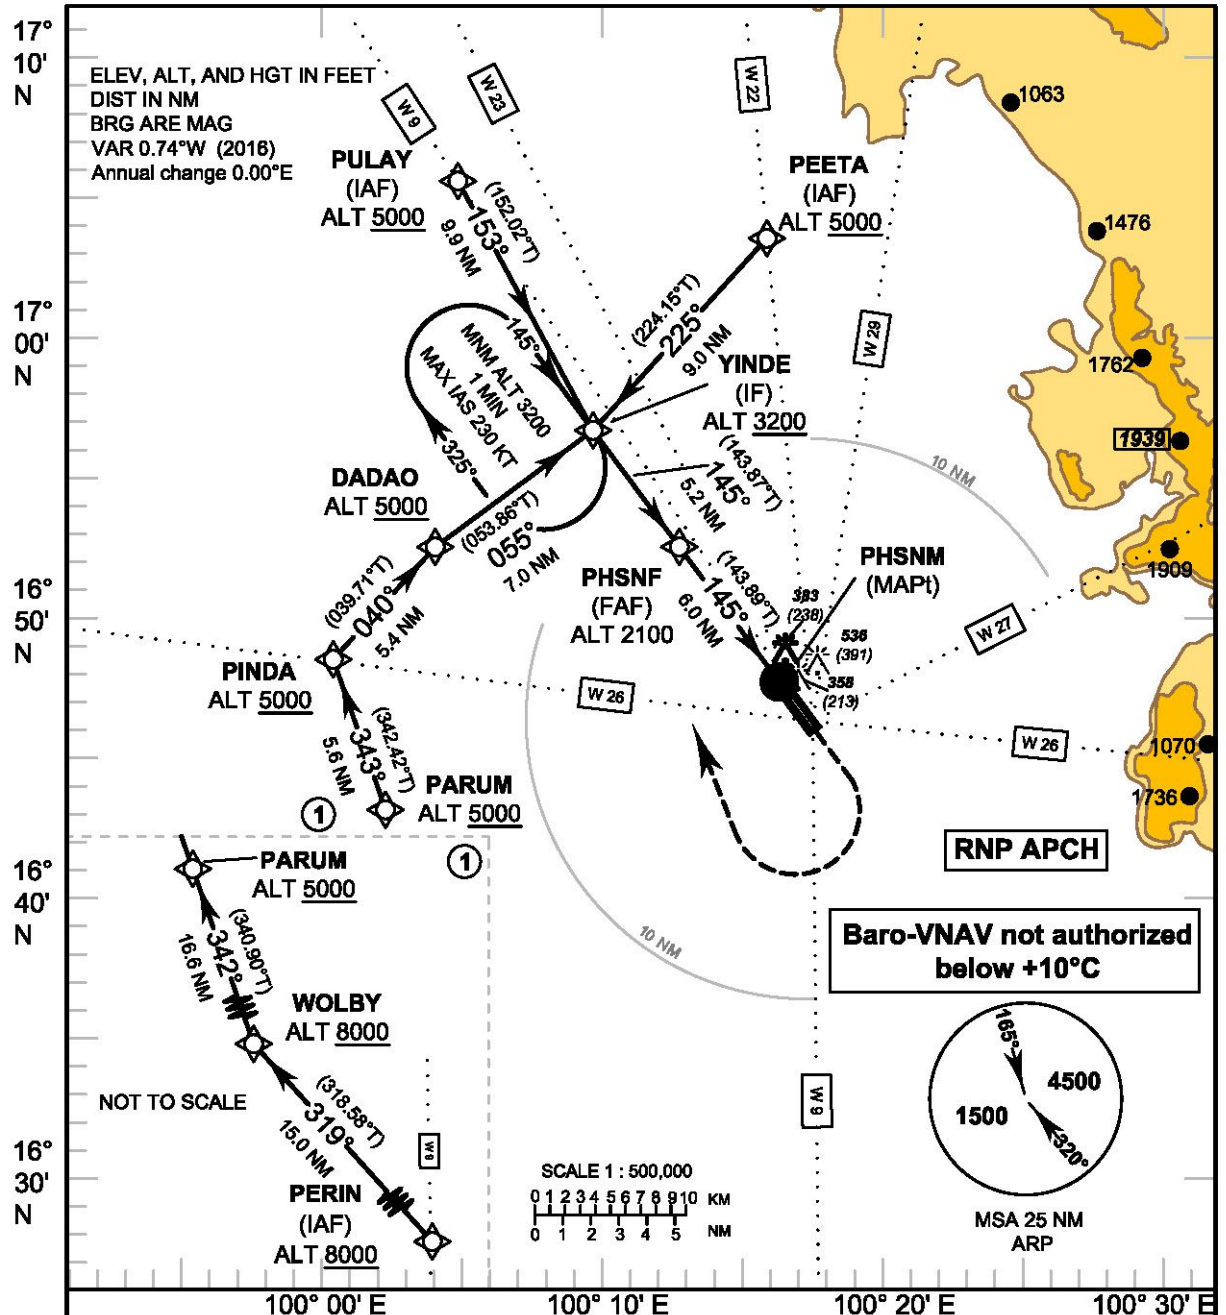 17°
10'
N
ELEV, ALT, AND HGT IN FEET
DIST IN NM
BRG ARE MAG
VAR 0.74°W (2016)
Annual change 0.00°E
W 9
W 23
W 22
1063
PULAY
(IAF)
ALT 5000
(152.02°T)
153°
9.9 NM
PEETA
(IAF)
ALT 5000
1476
17°
00'
N
(224.15°T)
225°
9.0 NM
W 29
1762
145°
MNM ALT 3200
1 MIN
MAX IAS 230 KT
325°
YINDE
(IF)
ALT 3200
1939
10 NM
DADAO
ALT 5000
(053.86°T)
055°
7.0 NM
(143.87°T)
145°
5.2 NM
1909
16°
50'
N
(039.71°T)
040°
5.4 NM
PHSNF
(FAF)
ALT 2100
(143.89°T)
145°
6.0 NM
PHSNM
(MAPt)
383
(238)
536
(391)
358
(213)
W 27
PINDA
ALT 5000
W 26
W 26
1070
1736
(342.42°T)
343°
5.6 NM
PARUM
ALT 5000
1
1
RNP APCH
16°
40'
N
PARUM
ALT 5000
(340.90°T)
342°
16.6 NM
10 NM
Baro-VNAV not authorized
below +10°C
WOLBY
ALT 8000
NOT TO SCALE
(318.58°T)
319°
15.0 NM
W 9
W 9
165°
4500
1500
320°
MSA 25 NM
ARP
16°
30'
N
PERIN
(IAF)
ALT 8000
SCALE 1 : 500,000
0 1 2 3 4 5 6 7 8 9 10 KM
0 1 2 3 4 5 NM
100° 00' E
100° 10' E
100° 20' E
100° 30' E